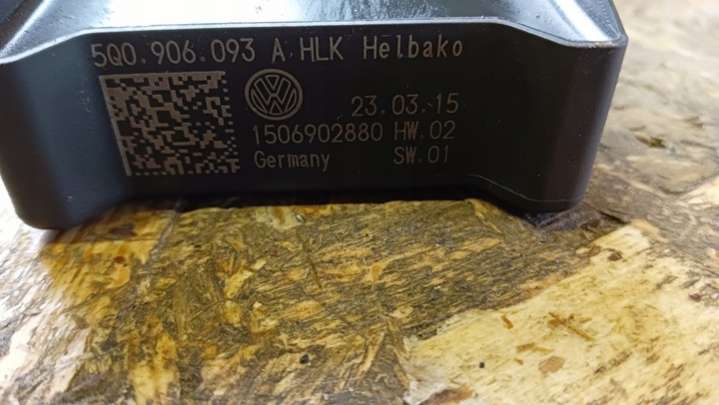 5Q0.906.093 A HLK Helbako
23.03.15
1506902880 HW.02
Germany SW.01